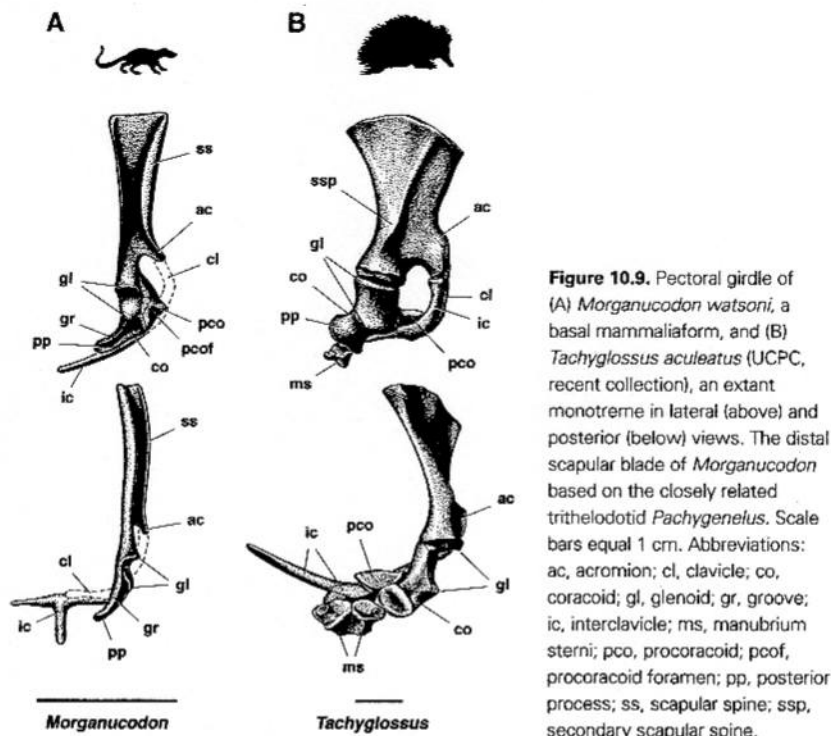 A
B
ss
ac
cl
gl
gr
pp
ic
pco
pcof
co
ssp
ac
gl
co
pp
ms
cl
ic
pco
ss
ac
cl
gl
ic
gr
pp
pco
ic
ac
gl
co
ms
Morganucodon
Tachyglossus
Figure 10.9. Pectoral girdle of
(A) Morganucodon watsoni, a
basal mammaliaform, and (B)
Tachyglossus aculeatus (UCPC,
recent collection), an extant
monotreme in lateral (above) and
posterior (below) views. The distal
scapular blade of Morganucodon
based on the closely related
trithelodotid Pachygenelus. Scale
bars equal 1 cm. Abbreviations:
ac, acromion; cl, clavicle; co,
coracoid; gl, glenoid; gr, groove;
ic, interclavicle; ms, manubrium
sterni; pco, procoracoid; pcof,
procoracoid foramen; pp, posterior
process; ss, scapular spine; ssp,
secondary scapular spine.